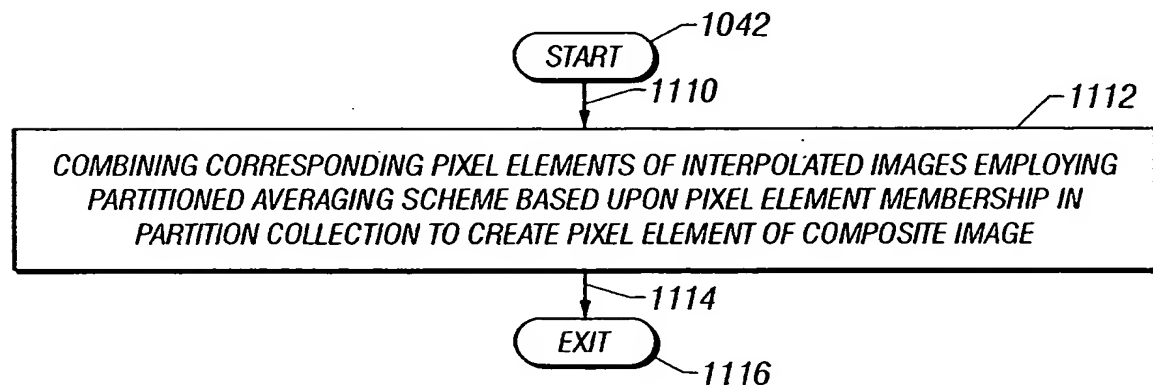 START
1042
1110
1112
COMBINING CORRESPONDING PIXEL ELEMENTS OF INTERPOLATED IMAGES EMPLOYING
PARTITIONED AVERAGING SCHEME BASED UPON PIXEL ELEMENT MEMBERSHIP IN
PARTITION COLLECTION TO CREATE PIXEL ELEMENT OF COMPOSITE IMAGE
1114
EXIT
1116